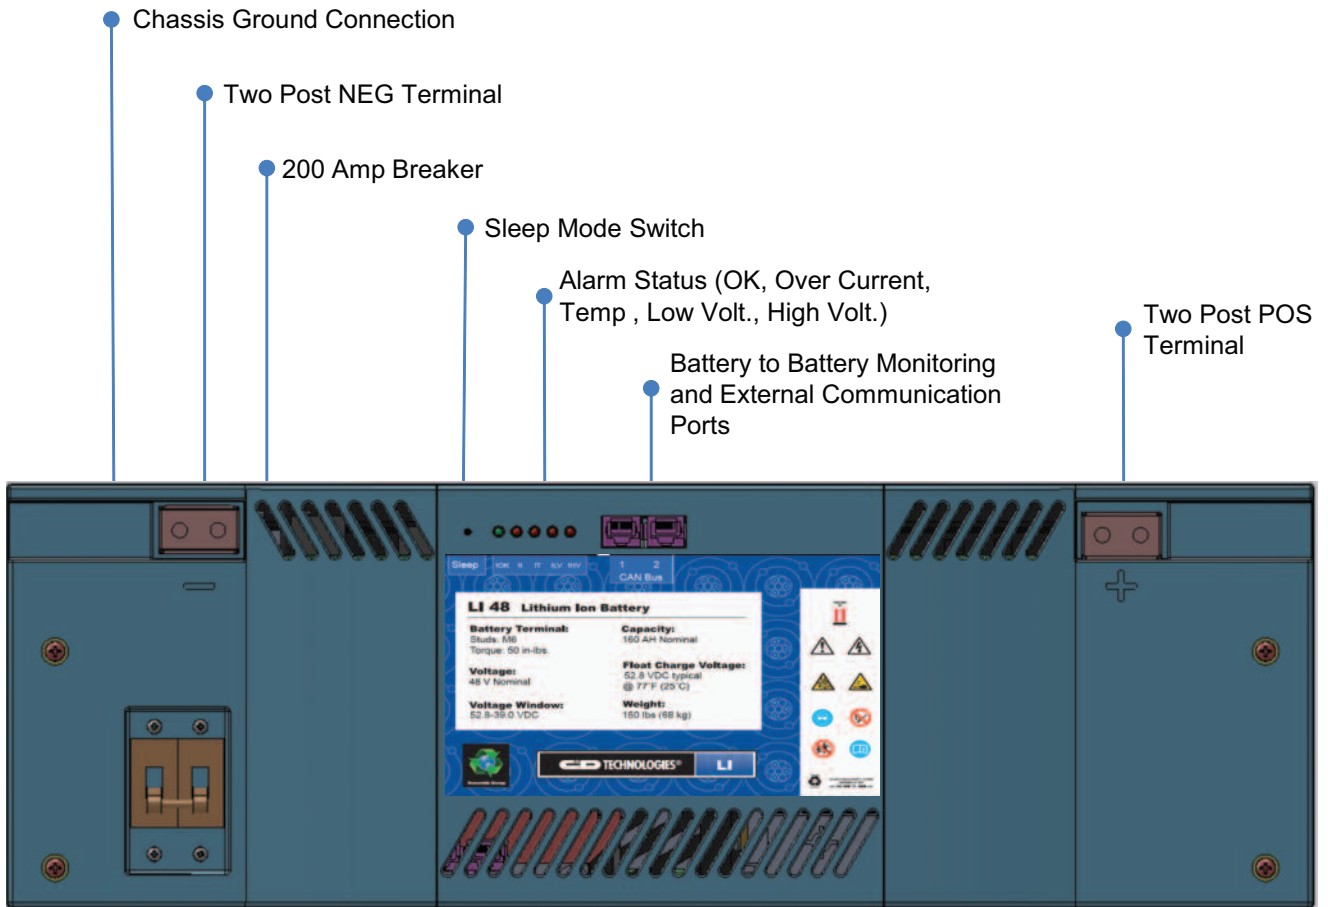 Chassis Ground Connection
Two Post NEG Terminal
200 Amp Breaker
Sleep Mode Switch
Alarm Status (OK, Over Current,
Temp , Low Volt., High Volt.)
Two Post POS
Terminal
Battery to Battery Monitoring
and External Communication
Ports
Sleep
1 2
CAN Bus
LI 48 Lithium Ion Battery
Battery Terminal:
Studs: M6
Torque: 50 in-lbs.
Capacity:
160 AH Nominal
Voltage:
48 V Nominal
Float Charge Voltage:
52.8 VDC typical
@ 77°F (25°C)
Voltage Window:
52.8-39.0 VDC
Weight:
150 lbs (68 kg)
C&D TECHNOLOGIES® LI